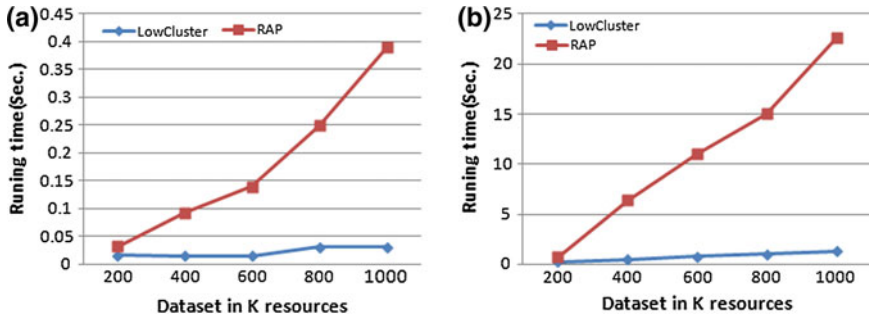 (a)
0.45
0.4
0.35
0.3
0.25
0.2
0.15
0.1
0.05
0
Runing time(Sec.)
LowCluster
RAP
200 400 600 800 1000
Dataset in K resources
(b)
25
20
15
10
5
0
Runing time(Sec.)
LowCluster
RAP
200 400 600 800 1000
Dataset in K resources